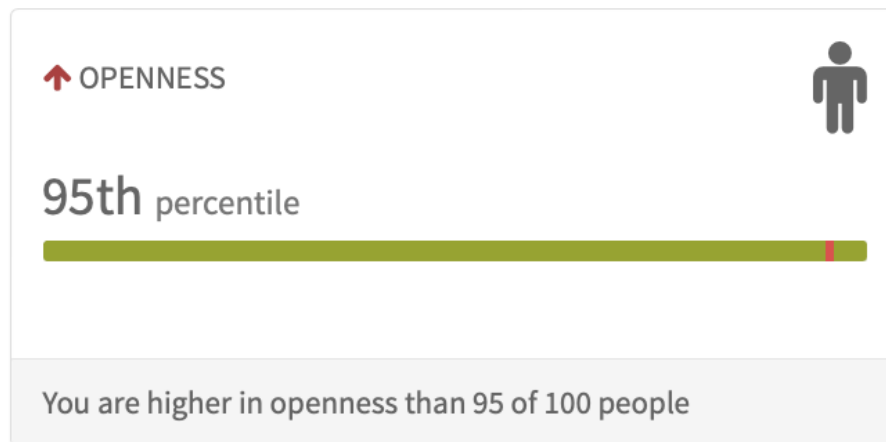 OPENNESS
95th percentile
You are higher in openness than 95 of 100 people